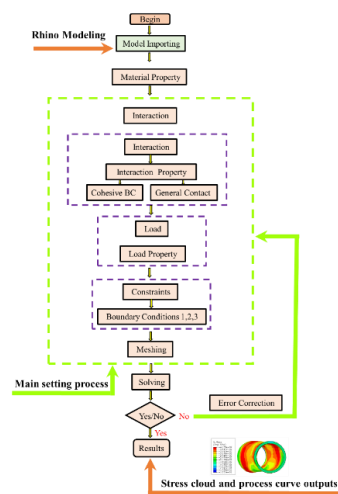 Begin
Rhino Modeling
Model Importing
Material Property
Interaction
Interaction
Interaction Property
Cohesive BC
General Contact
Load
Load Property
Constraints
Boundary Conditions 1,2,3
Meshing
Main setting process
Solving
Error Correction
Yes/No
No
Yes
Results
Stress cloud and process curve outputs